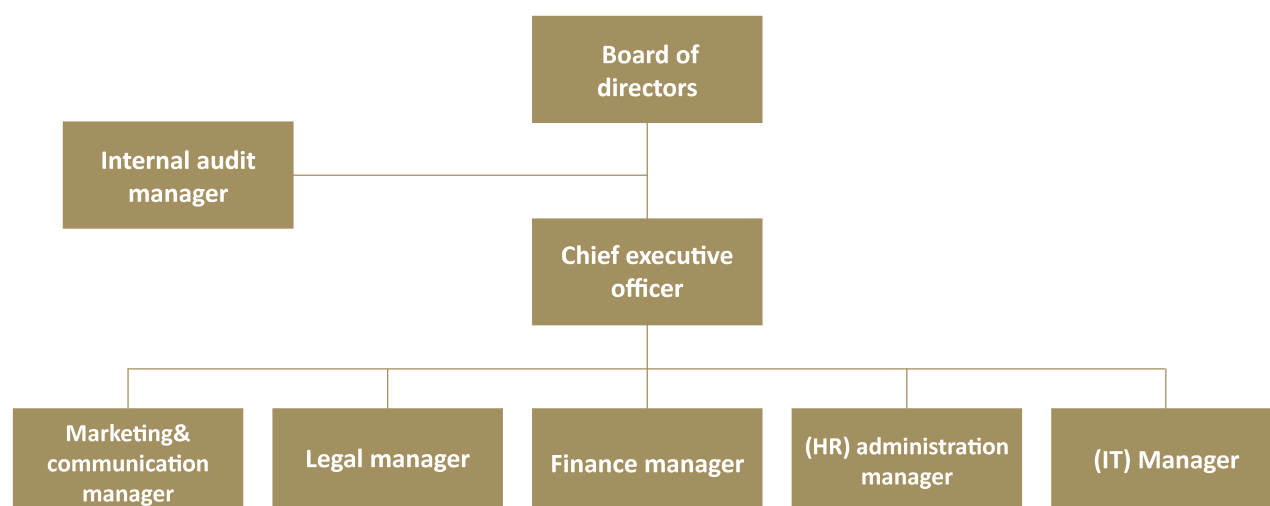 Board of
directors
Internal audit
manager
Chief executive
officer
Marketing&
communication
manager
Legal manager
Finance manager
(HR) administration
manager
(IT) Manager